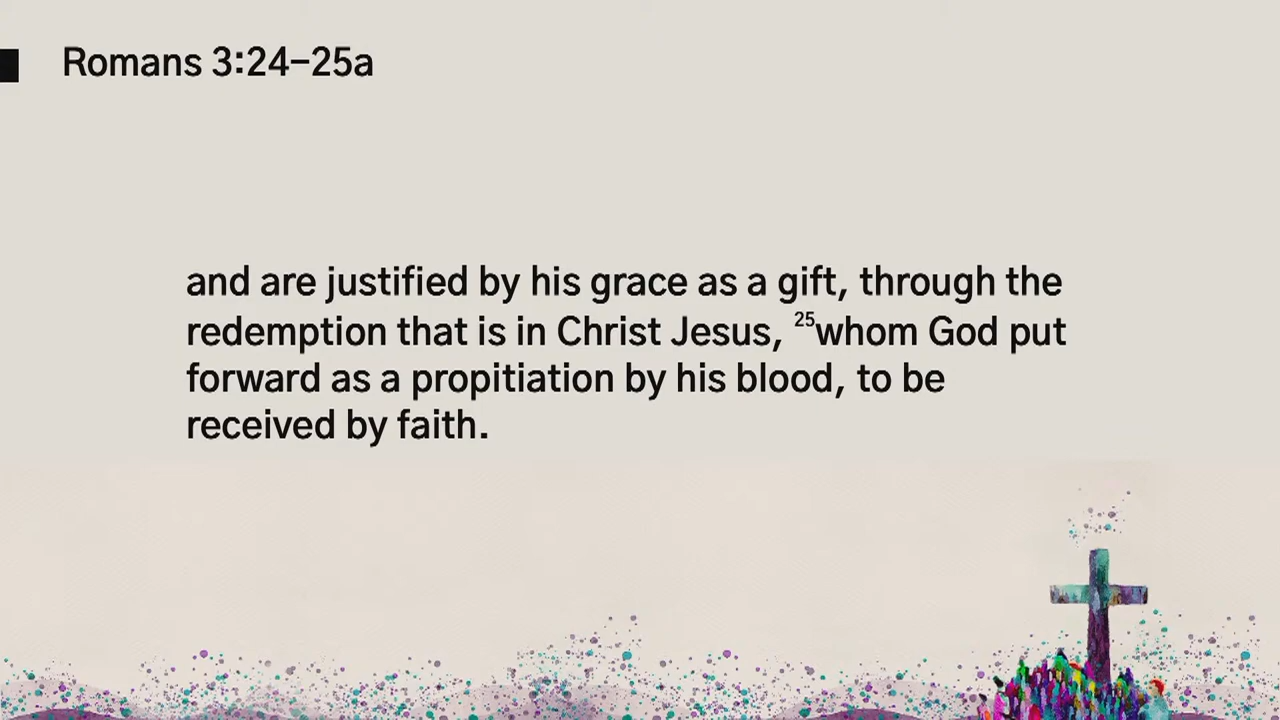 Romans 3:24–25a
and are justified by his grace as a gift, through the
redemption that is in Christ Jesus, 25whom God put
forward as a propitiation by his blood, to be
received by faith.